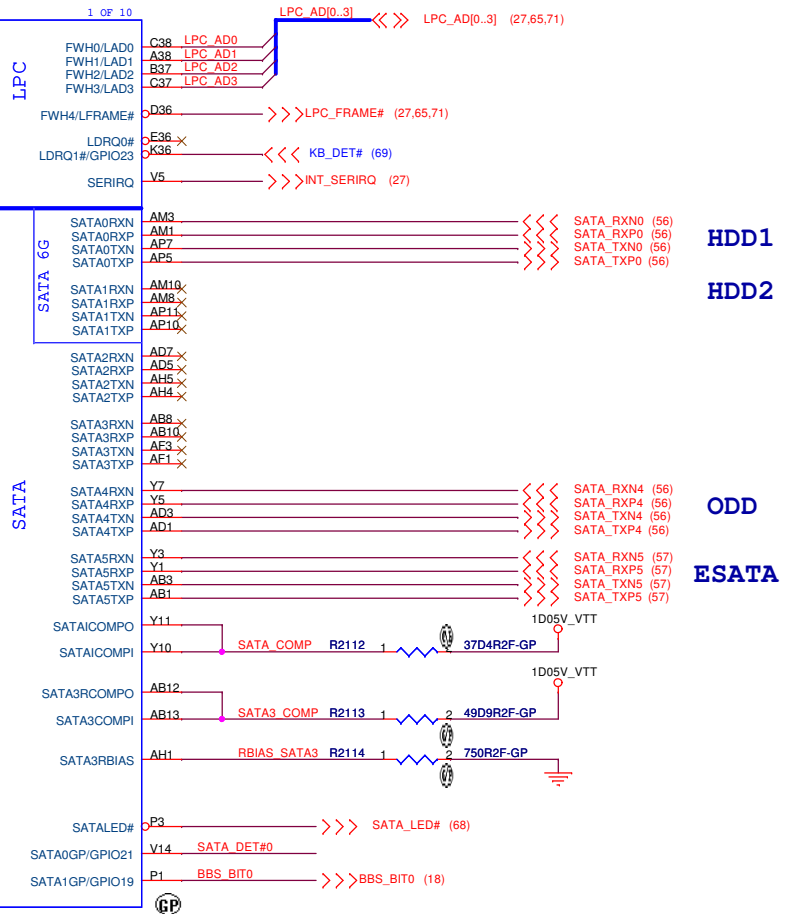 1 OF 10
LPC_AD[0..3]
LPC_AD[0..3] (27,65,71)
LPC
FWH0/LAD0 C38 LPC_AD0
FWH1/LAD1 A38 LPC_AD1
FWH2/LAD2 B37 LPC_AD2
FWH3/LAD3 C37 LPC_AD3
FWH4/LFRAME# D36 LPC_FRAME# (27,65,71)
LDRQ0# E36
LDRQ1#/GPIO23 K36 KB_DET# (69)
SERIRQ V5 INT_SERIRQ (27)
SATA 6G
SATA0RXN AM3 SATA_RXN0 (56)
SATA0RXP AM1 SATA_RXP0 (56)
SATA0TXN AP7 SATA_TXN0 (56)
SATA0TXP AP5 SATA_TXP0 (56)
HDD1
SATA1RXN AM10
SATA1RXP AM8
SATA1TXN AP11
SATA1TXP AP10
HDD2
SATA2RXN AD7
SATA2RXP AD5
SATA2TXN AH5
SATA2TXP AH4
SATA3RXN AB8
SATA3RXP AB10
SATA3TXN AF3
SATA3TXP AF1
SATA
SATA4RXN Y7 SATA_RXN4 (56)
SATA4RXP Y5 SATA_RXP4 (56)
SATA4TXN AD3 SATA_TXN4 (56)
SATA4TXP AD1 SATA_TXP4 (56)
ODD
SATA5RXN Y3 SATA_RXN5 (57)
SATA5RXP Y1 SATA_RXP5 (57)
SATA5TXN AB3 SATA_TXN5 (57)
SATA5TXP AB1 SATA_TXP5 (57)
ESATA
1D05V_VTT
SATAICOMPO Y11
SATAICOMPI Y10 SATA_COMP R2112 1 37D4R2F-GP
1D05V_VTT
SATA3RCOMPO AB12
SATA3COMPI AB13 SATA3_COMP R2113 1 2 49D9R2F-GP
SATA3RBIAS AH1 RBIAS_SATA3 R2114 1 2 750R2F-GP
SATALED# P3 SATA_LED# (68)
SATA0GP/GPIO21 V14 SATA_DET#0
SATA1GP/GPIO19 P1 BBS_BIT0 BBS_BIT0 (18)
GP